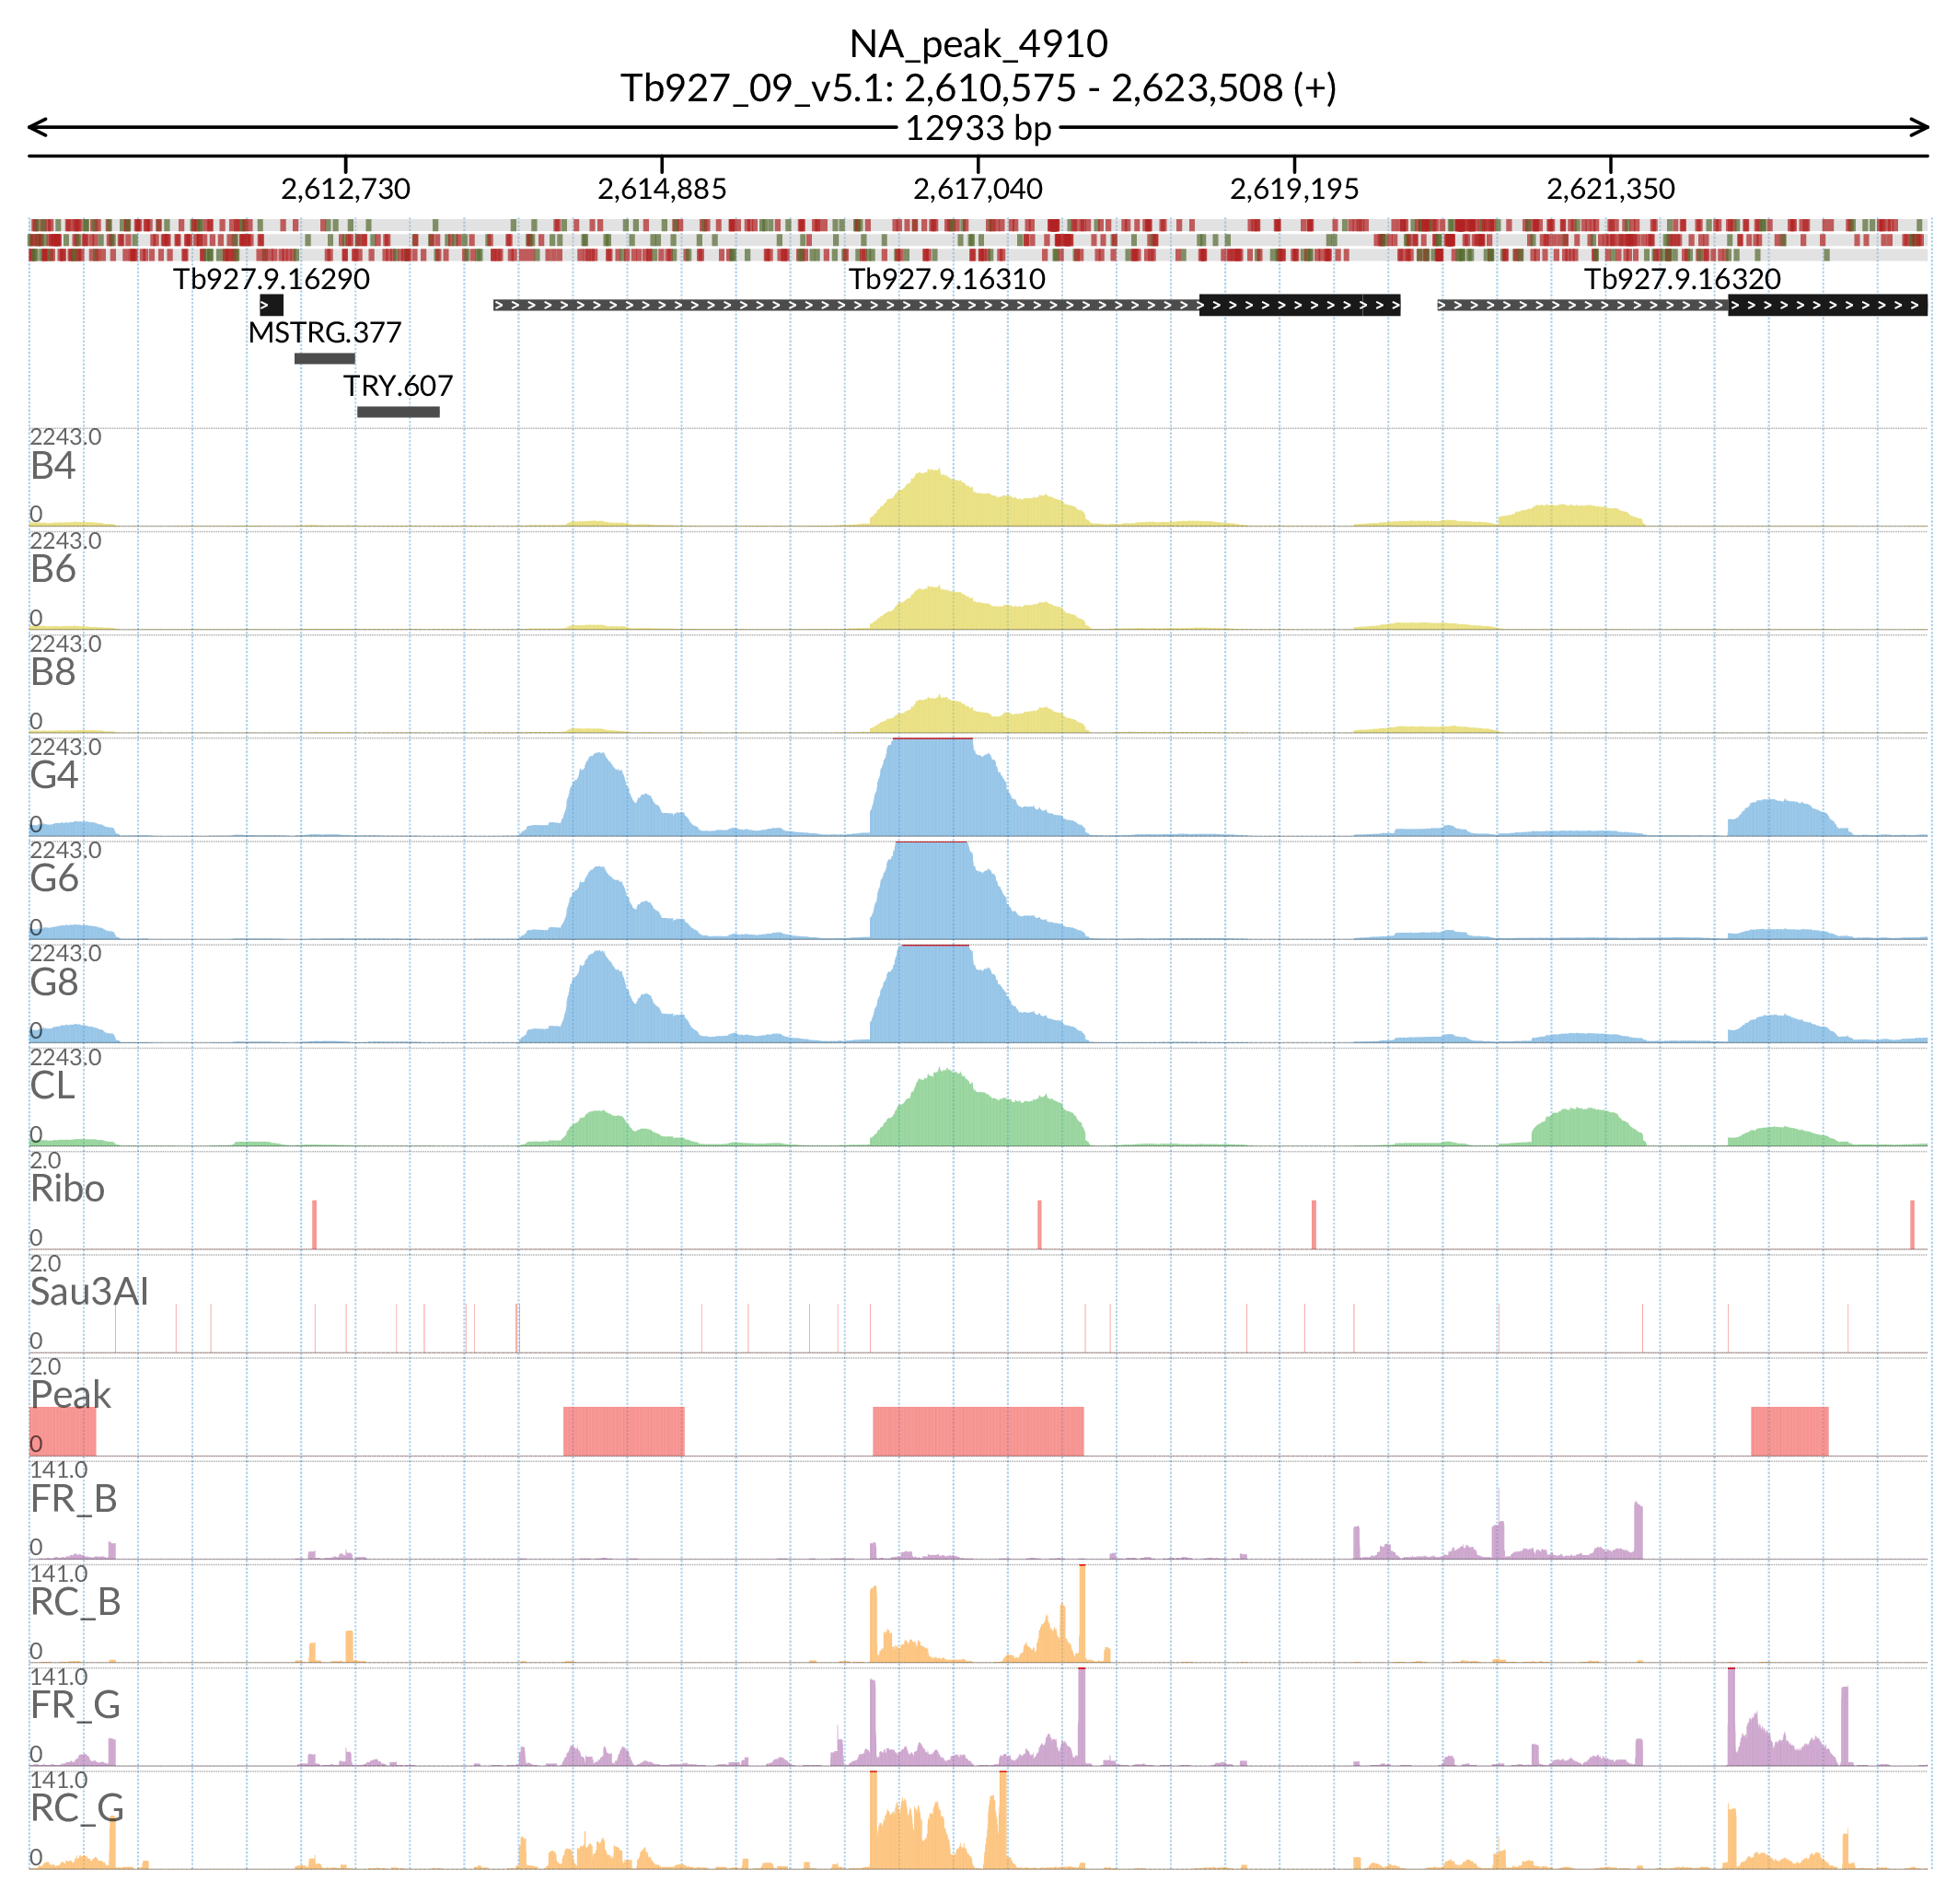 NA_peak_4910
Tb927_09_v5.1: 2,610,575 - 2,623,508 (+)
12933 bp
2,612,730 2,614,885 2,617,040 2,619,195 2,621,350
Tb927.9.16290 Tb927.9.16310 Tb927.9.16320
MSTRG.377
TRY.607
2243.0
B4
0
2243.0
B6
0
2243.0
B8
0
2243.0
G4
0
2243.0
G6
0
2243.0
G8
0
2243.0
CL
0
2.0
Ribo
0
2.0
Sau3AI
0
2.0
Peak
0
141.0
FR_B
0
141.0
RC_B
0
141.0
FR_G
0
141.0
RC_G
0